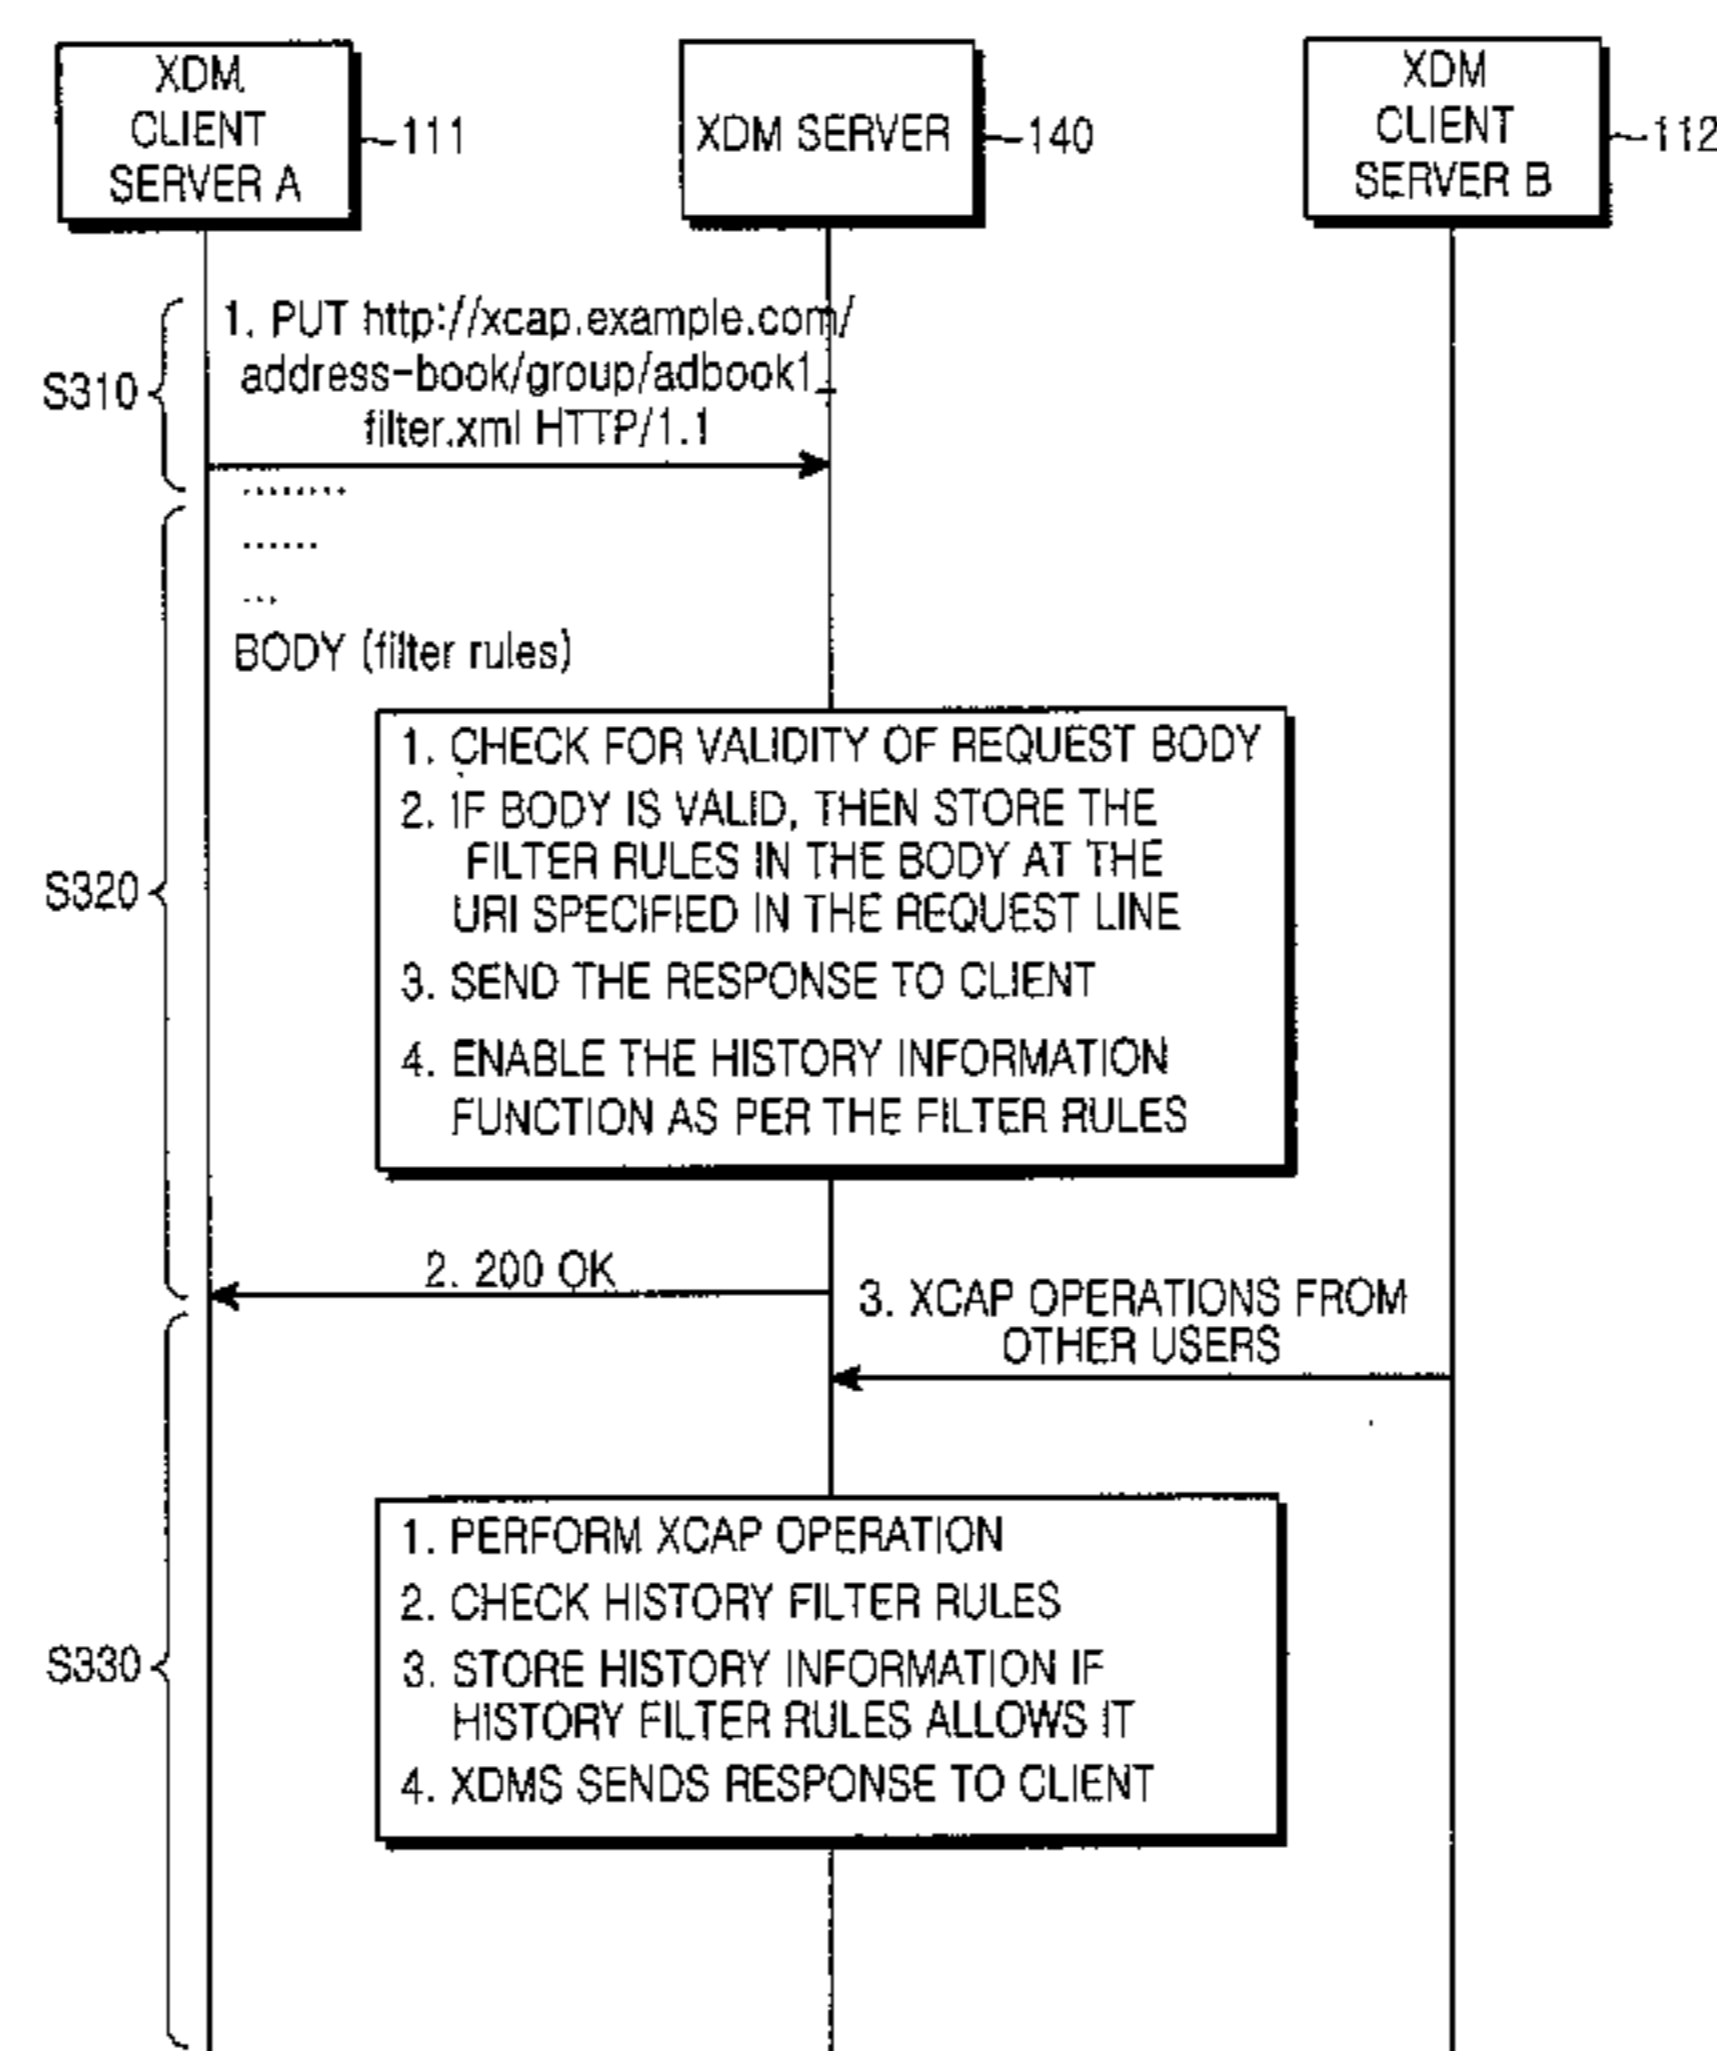 XDM
CLIENT
SERVER A
111
XDM SERVER
140
XDM
CLIENT
SERVER B
112
S310
1. PUT http://xcap.example.com/
address-book/group/adbook1_
filter.xml HTTP/1.1
........
......
...
BODY (filter rules)
S320
1. CHECK FOR VALIDITY OF REQUEST BODY
2. IF BODY IS VALID, THEN STORE THE
FILTER RULES IN THE BODY AT THE
URI SPECIFIED IN THE REQUEST LINE
3. SEND THE RESPONSE TO CLIENT
4. ENABLE THE HISTORY INFORMATION
FUNCTION AS PER THE FILTER RULES
2. 200 OK
3. XCAP OPERATIONS FROM
OTHER USERS
S330
1. PERFORM XCAP OPERATION
2. CHECK HISTORY FILTER RULES
3. STORE HISTORY INFORMATION IF
HISTORY FILTER RULES ALLOWS IT
4. XDMS SENDS RESPONSE TO CLIENT